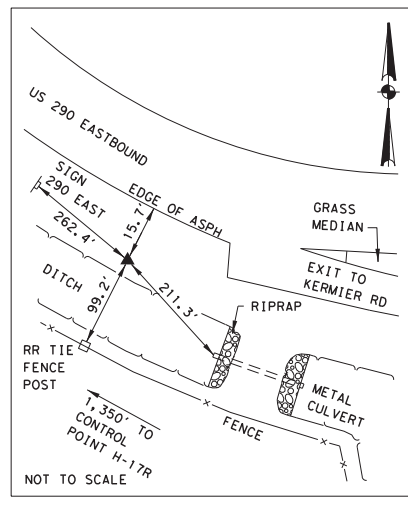 US 290 EASTBOUND
SIGN
290 EAST
262.4'
EDGE OF ASPH
15.7'
GRASS
MEDIAN
EXIT TO
KERMIER RD
DITCH
99.2'
211.3'
RIPRAP
RR TIE
FENCE
POST
METAL
CULVERT
1,350' TO
CONTROL
POINT H-17R
FENCE
NOT TO SCALE